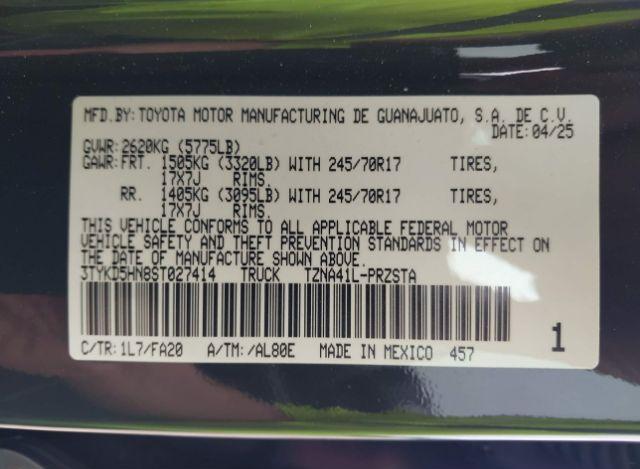 MFD.BY:TOYOTA MOTOR MANUFACTURING DE GUANAJUATO, S.A. DE C.V.
DATE:04/25
GVWR:2620KG (5775LB)
GAWR:FRT. 1505KG (3320LB) WITH 245/70R17 TIRES,
17X7J RIMS.
RR. 1405KG (3095LB) WITH 245/70R17 TIRES,
17X7J RIMS.
THIS VEHICLE CONFORMS TO ALL APPLICABLE FEDERAL MOTOR
VEHICLE SAFETY AND THEFT PREVENTION STANDARDS IN EFFECT ON
THE DATE OF MANUFACTURE SHOWN ABOVE.
3TYKD5HN8ST027414 TRUCK TZNA41L-PRZSTA
C/TR:1L7/FA20 A/TM:/AL80E MADE IN MEXICO 457
1